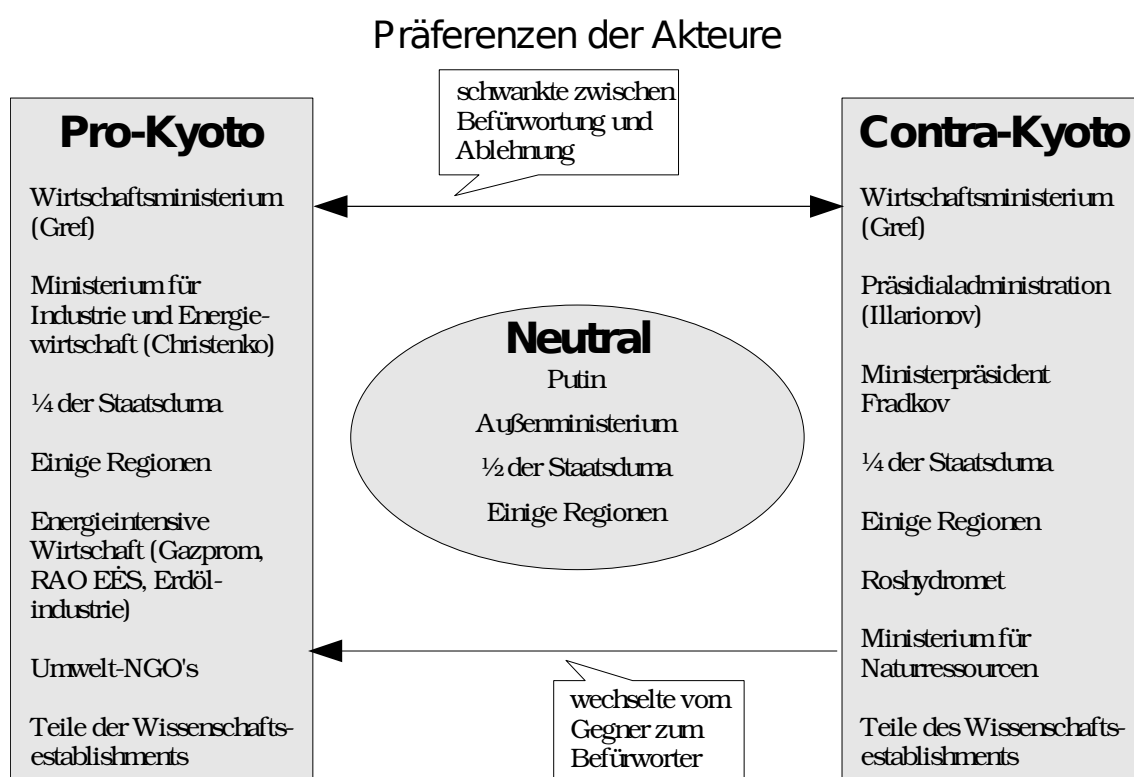 Präferenzen der Akteure
schwankte zwischen
Befürwortung und
Ablehnung
Pro-Kyoto
Wirtschaftsministerium
(Gref)
Ministerium für
Industrie und Energie-
wirtschaft (Christenko)
¼ der Staatsduma
Einige Regionen
Energieintensive
Wirtschaft (Gazprom,
RAO EĖS, Erdöl-
industrie)
Umwelt-NGO's
Teile der Wissenschafts-
establishments
Neutral
Putin
Außenministerium
½ der Staatsduma
Einige Regionen
wechselte vom
Gegner zum
Befürworter
Contra-Kyoto
Wirtschaftsministerium
(Gref)
Präsidialadministration
(Illarionov)
Ministerpräsident
Fradkov
¼ der Staatsduma
Einige Regionen
Roshydromet
Ministerium für
Naturressourcen
Teile des Wissenschafts-
establishments